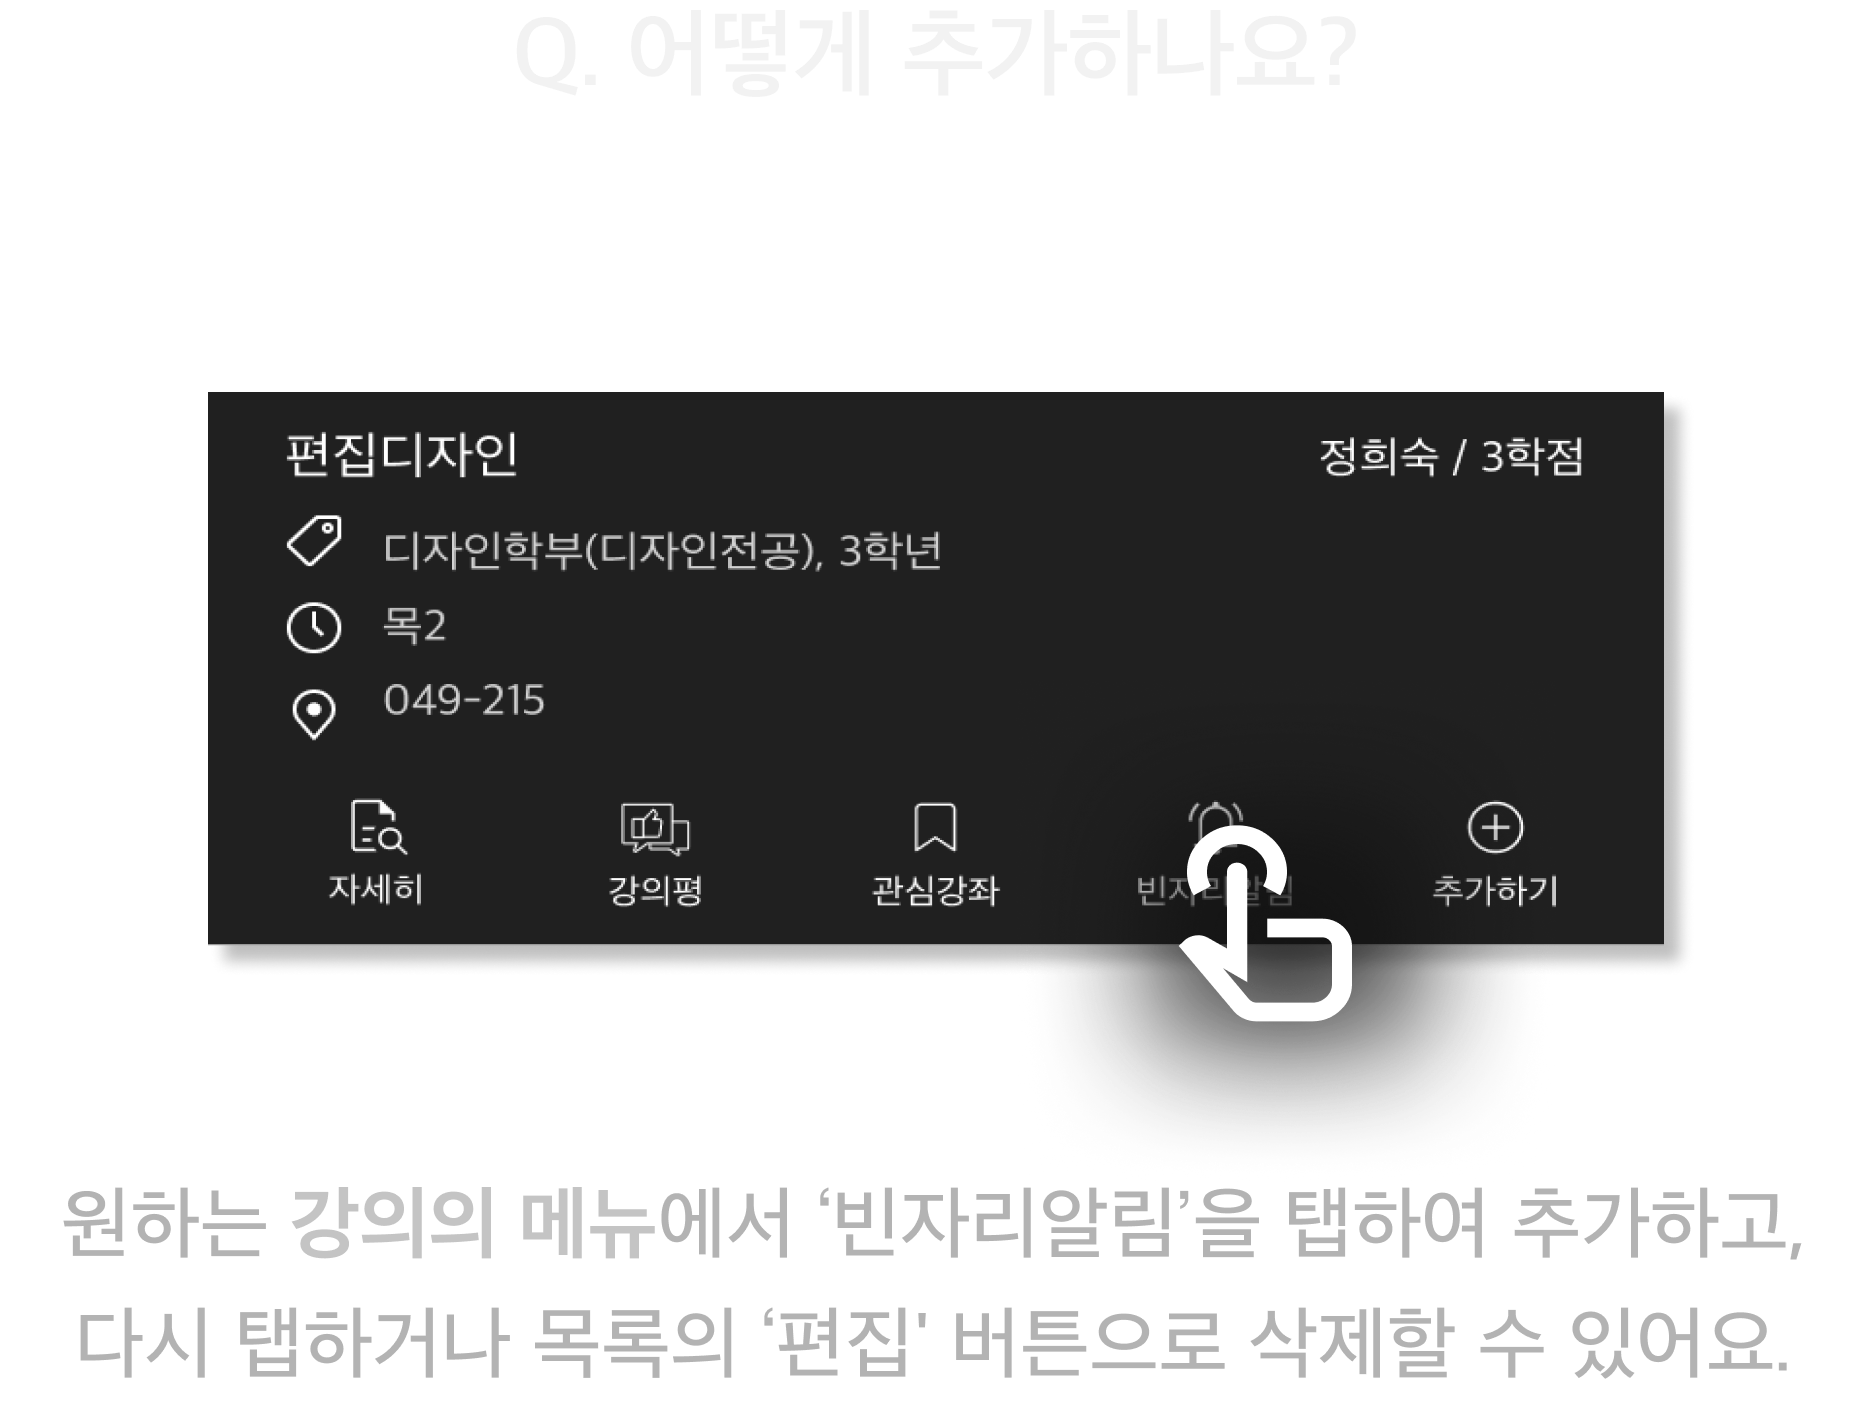 Q. 어떻게 추가하나요?
편집디자인
정희숙 / 3학점
디자인학부(디자인전공), 3학년
목2
049-215
자세히 강의평 관심강좌 빈자리알림 추가하기
원하는 강의의 메뉴에서 ‘빈자리알림’을 탭하여 추가하고,
다시 탭하거나 목록의 ‘편집' 버튼으로 삭제할 수 있어요.